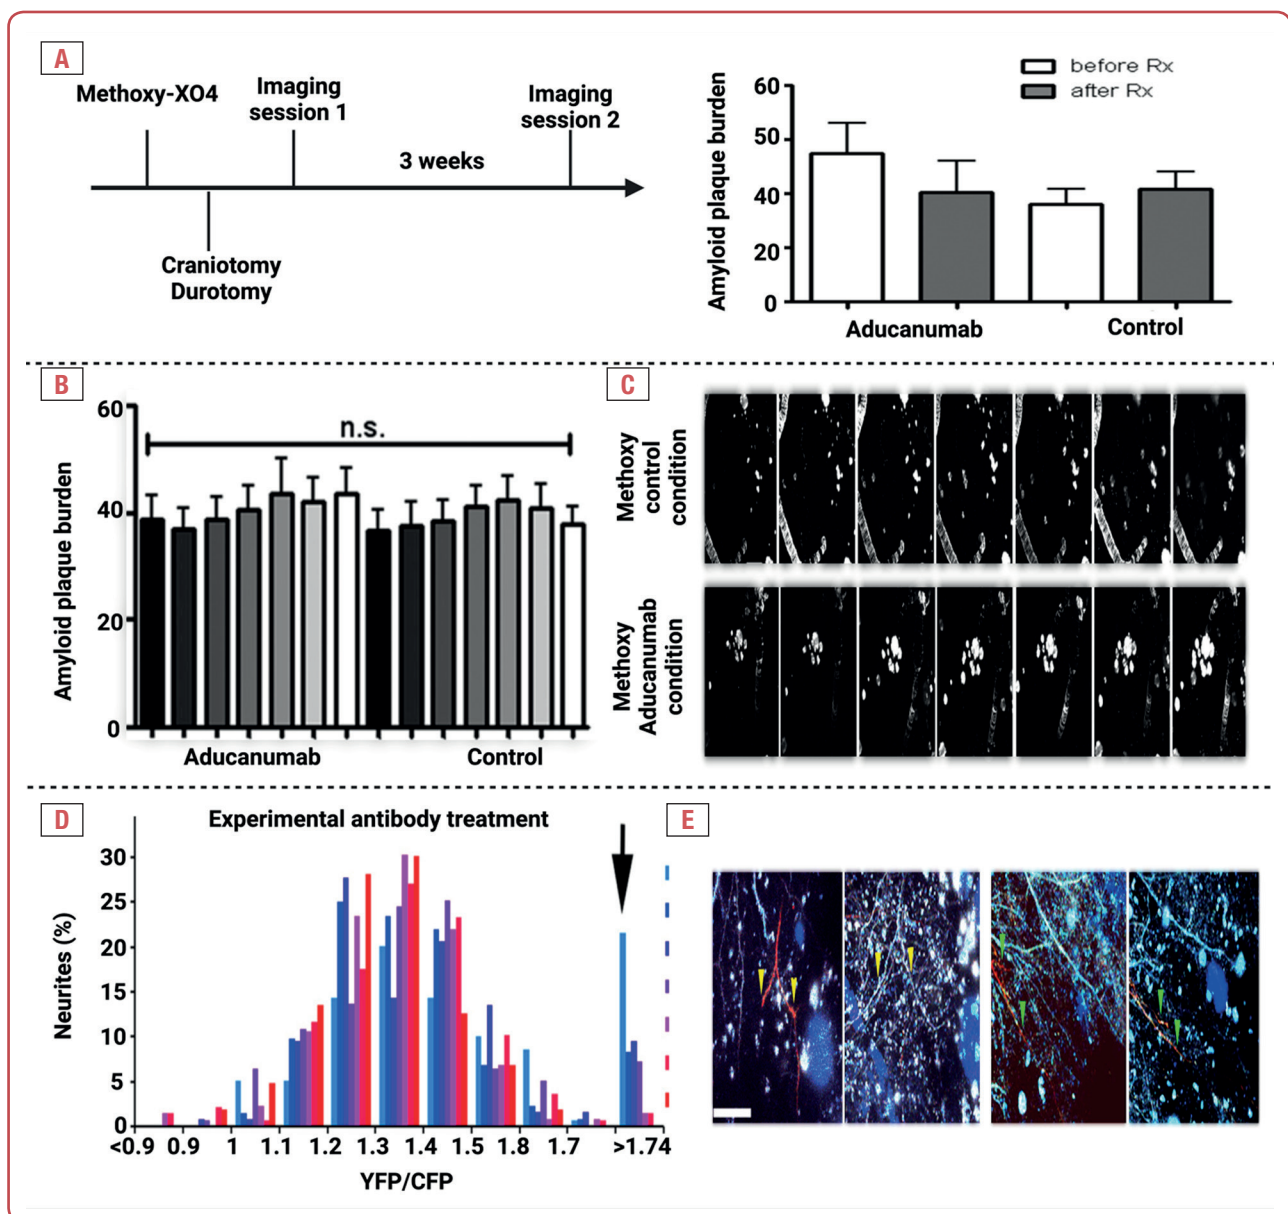 A
Methoxy-XO4
Imaging
session 1
Imaging
session 2
3 weeks
Craniotomy
Durotomy
before Rx
after Rx
Amyloid plaque burden
60
50
40
20
0
Aducanumab
Control
B
n.s.
Amyloid plaque burden
60
40
20
0
Aducanumab
Control
C
Methoxy
control
condition
Methoxy
Aducanumab
condition
D
Experimental antibody treatment
Neurites (%)
30
25
20
15
10
5
0
<0.9 0.9 1 1.1 1.2 1.3 1.4 1.5 1.8 1.7 >1.74
YFP/CFP
E